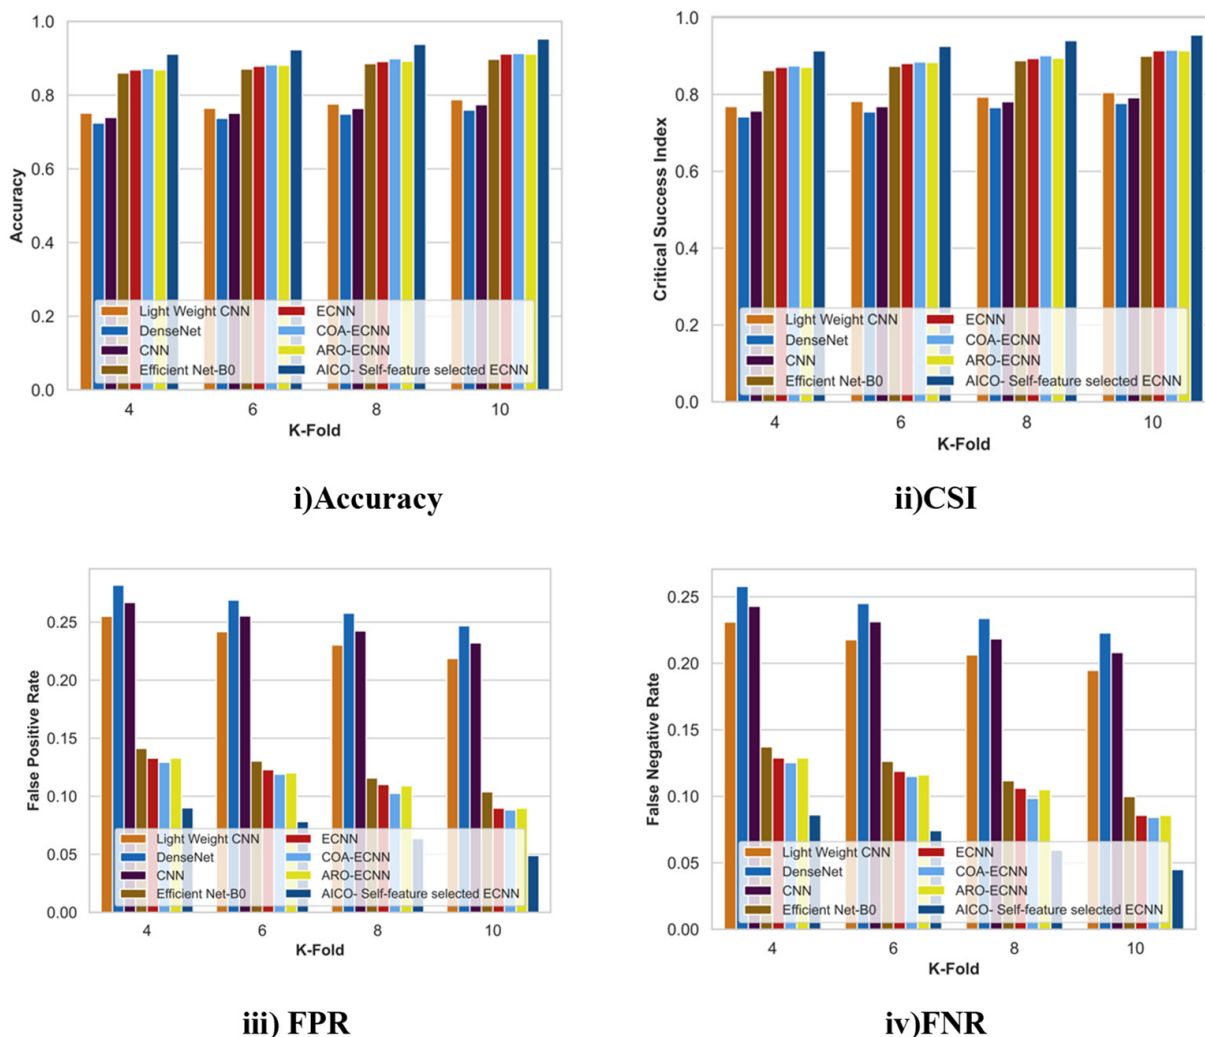 1.0
0.8
0.6
0.4
0.2
0.0
Accuracy
Light Weight CNN
DenseNet
CNN
Efficient Net-B0
ECNN
COA-ECNN
ARO-ECNN
AICO- Self-feature selected ECNN
4 6 8 10
K-Fold
i)Accuracy
1.0
0.8
0.6
0.4
0.2
0.0
Critical Success Index
Light Weight CNN
DenseNet
CNN
Efficient Net-B0
ECNN
COA-ECNN
ARO-ECNN
AICO- Self-feature selected ECNN
4 6 8 10
K-Fold
ii)CSI
0.25
0.20
0.15
0.10
0.05
0.00
False Positive Rate
Light Weight CNN
DenseNet
CNN
Efficient Net-B0
ECNN
COA-ECNN
ARO-ECNN
AICO- Self-feature selected ECNN
4 6 8 10
K-Fold
iii) FPR
0.25
0.20
0.15
0.10
0.05
0.00
False Negative Rate
Light Weight CNN
DenseNet
CNN
Efficient Net-B0
ECNN
COA-ECNN
ARO-ECNN
AICO- Self-feature selected ECNN
4 6 8 10
K-Fold
iv)FNR